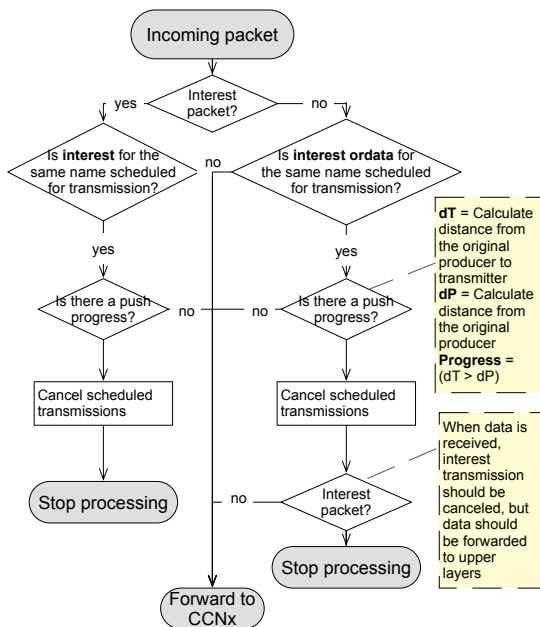 Incoming packet
Interest
packet?
yes
no
Is interest for the
same name scheduled
for transmission?
no
Is interest ordata for
the same name scheduled
for transmission?
yes
yes
Is there a push
progress?
no
no
Is there a push
progress?
Cancel scheduled
transmissions
Cancel scheduled
transmissions
Stop processing
no
Interest
packet?
Stop processing
Forward to
CCNx
dT = Calculate
distance from
the original
producer to
transmitter
dP = Calculate
distance from
the original
producer
Progress =
(dT > dP)
When data is
received,
interest
transmission
should be
canceled, but
data should
be forwarded
to upper
layers